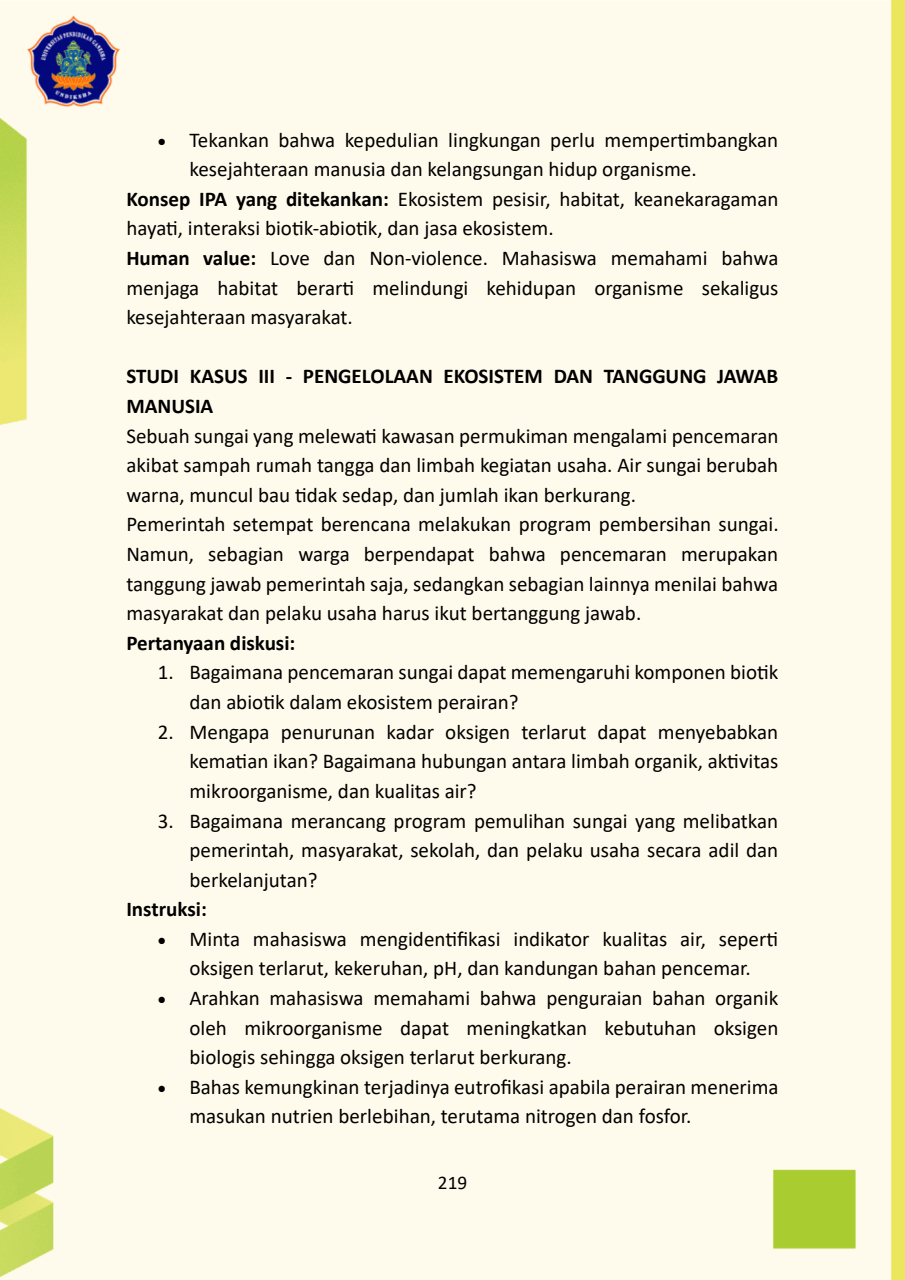 UNIVERSITAS PENDIDIKAN GANESHA
UNDIKSHA
• Tekankan bahwa kepedulian lingkungan perlu mempertimbangkan
kesejahteraan manusia dan kelangsungan hidup organisme.
Konsep IPA yang ditekankan: Ekosistem pesisir, habitat, keanekaragaman
hayati, interaksi biotik-abiotik, dan jasa ekosistem.
Human value: Love dan Non-violence. Mahasiswa memahami bahwa
menjaga habitat berarti melindungi kehidupan organisme sekaligus
kesejahteraan masyarakat.
STUDI KASUS III - PENGELOLAAN EKOSISTEM DAN TANGGUNG JAWAB
MANUSIA
Sebuah sungai yang melewati kawasan permukiman mengalami pencemaran
akibat sampah rumah tangga dan limbah kegiatan usaha. Air sungai berubah
warna, muncul bau tidak sedap, dan jumlah ikan berkurang.
Pemerintah setempat berencana melakukan program pembersihan sungai.
Namun, sebagian warga berpendapat bahwa pencemaran merupakan
tanggung jawab pemerintah saja, sedangkan sebagian lainnya menilai bahwa
masyarakat dan pelaku usaha harus ikut bertanggung jawab.
Pertanyaan diskusi:
1. Bagaimana pencemaran sungai dapat memengaruhi komponen biotik
dan abiotik dalam ekosistem perairan?
2. Mengapa penurunan kadar oksigen terlarut dapat menyebabkan
kematian ikan? Bagaimana hubungan antara limbah organik, aktivitas
mikroorganisme, dan kualitas air?
3. Bagaimana merancang program pemulihan sungai yang melibatkan
pemerintah, masyarakat, sekolah, dan pelaku usaha secara adil dan
berkelanjutan?
Instruksi:
• Minta mahasiswa mengidentifikasi indikator kualitas air, seperti
oksigen terlarut, kekeruhan, pH, dan kandungan bahan pencemar.
• Arahkan mahasiswa memahami bahwa penguraian bahan organik
oleh mikroorganisme dapat meningkatkan kebutuhan oksigen
biologis sehingga oksigen terlarut berkurang.
• Bahas kemungkinan terjadinya eutrofikasi apabila perairan menerima
masukan nutrien berlebihan, terutama nitrogen dan fosfor.
219